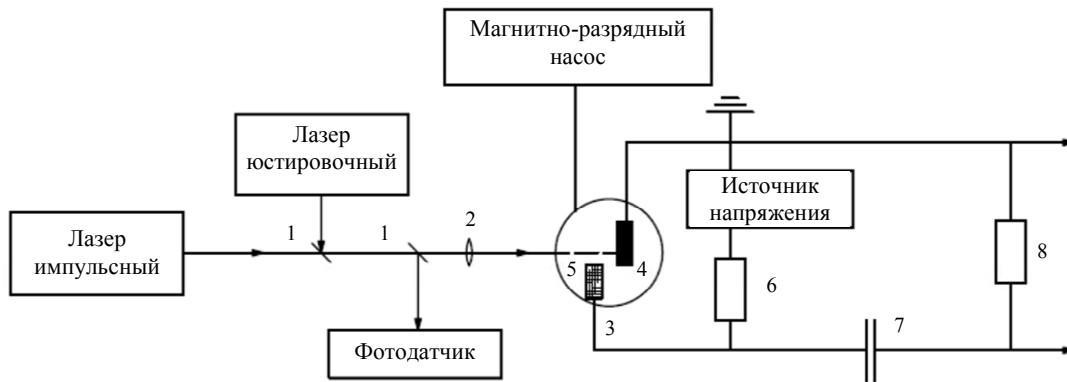 Магнитно-разрядный
насос
Лазер
юстировочный
Источник
напряжения
Лазер
импульсный
1
1
2
5
4
6
8
3
7
Фотодатчик